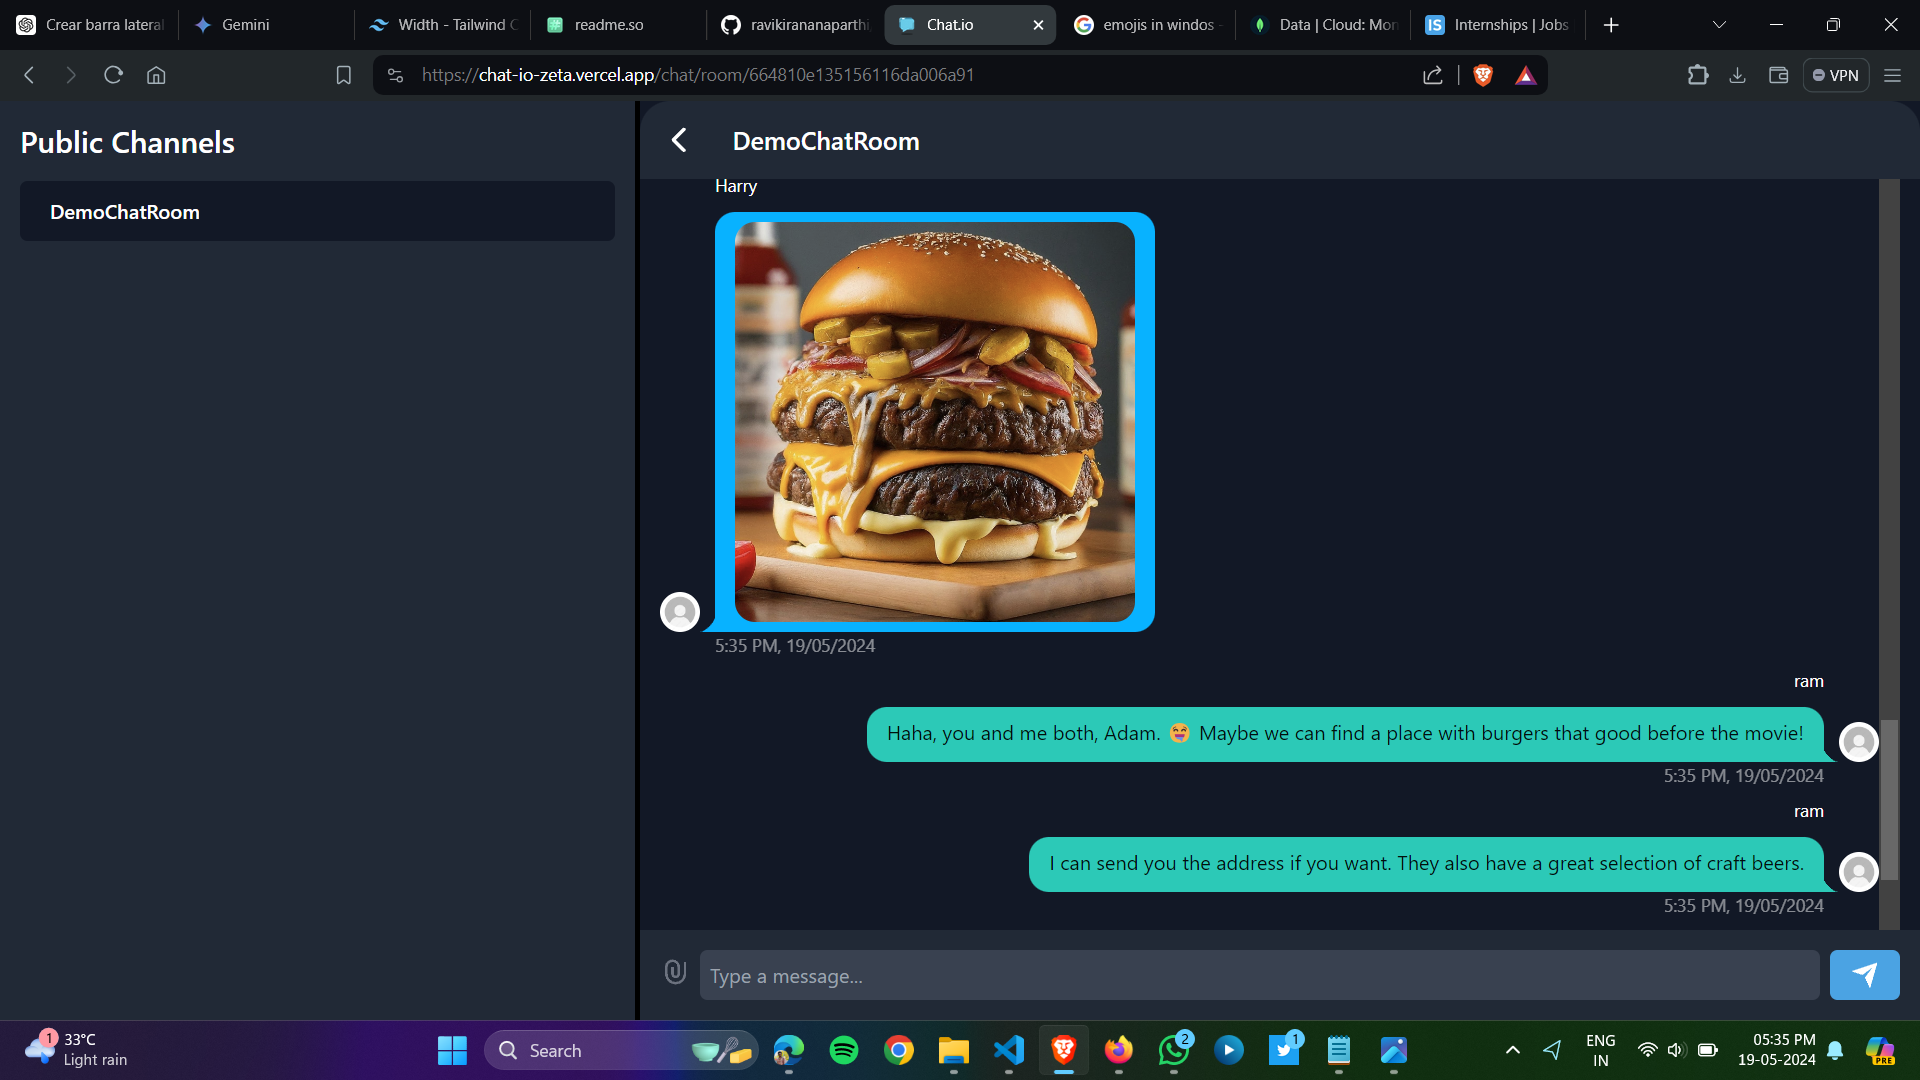 Crear barra lateral
Gemini
Width - Tailwind C
readme.so
ravikirananaparthi
Chat.io
emojis in windos -
Data | Cloud: Mon
Internships | Jobs
https://chat-io-zeta.vercel.app/chat/room/664810e135156116da006a91
VPN
Public Channels
DemoChatRoom
DemoChatRoom
Harry
5:35 PM, 19/05/2024
ram
Haha, you and me both, Adam. 😝 Maybe we can find a place with burgers that good before the movie!
5:35 PM, 19/05/2024
ram
I can send you the address if you want. They also have a great selection of craft beers.
5:35 PM, 19/05/2024
Type a message...
1
33°C
Light rain
Search
2
1
ENG
IN
05:35 PM
19-05-2024
PRE